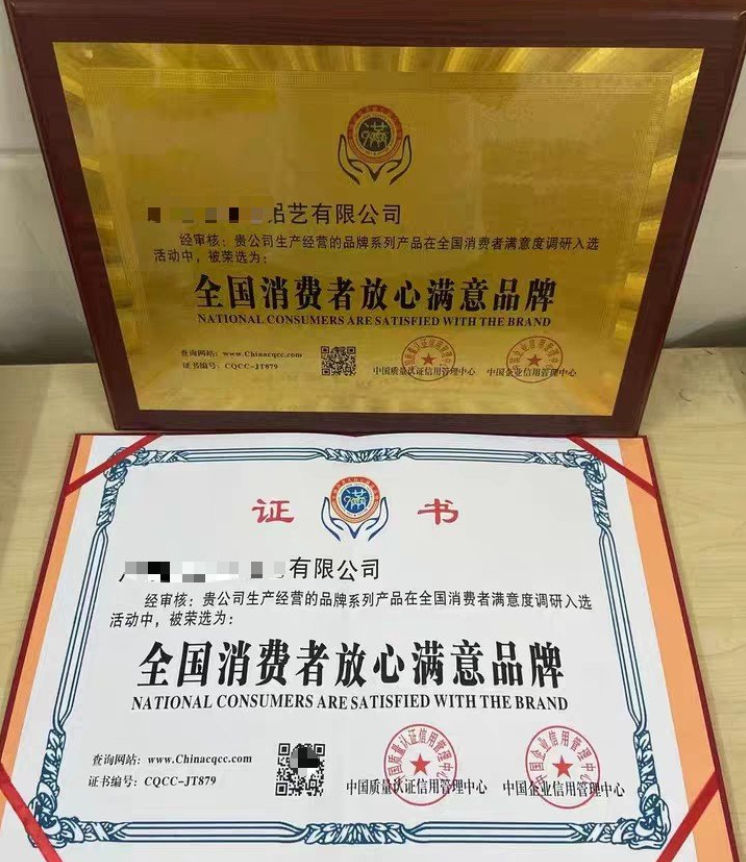 满
铝艺有限公司
经审核：贵公司生产经营的品牌系列产品在全国消费者满意度调研入选
活动中，被荣选为：
全国消费者放心满意品牌
NATIONAL CONSUMERS ARE SATISFIED WITH THE BRAND
查询网站：www.Chinacqcc.com
证书编号：CQCC-JT879
中国质量认证信用管理中心
中国企业信用管理中心
证 满 书
有限公司
经审核：贵公司生产经营的品牌系列产品在全国消费者满意度调研入选
活动中，被荣选为：
全国消费者放心满意品牌
NATIONAL CONSUMERS ARE SATISFIED WITH THE BRAND
查询网站：www.Chinacqcc.com
证书编号：CQCC-JT879
中国质量认证信用管理中心
中国企业信用管理中心